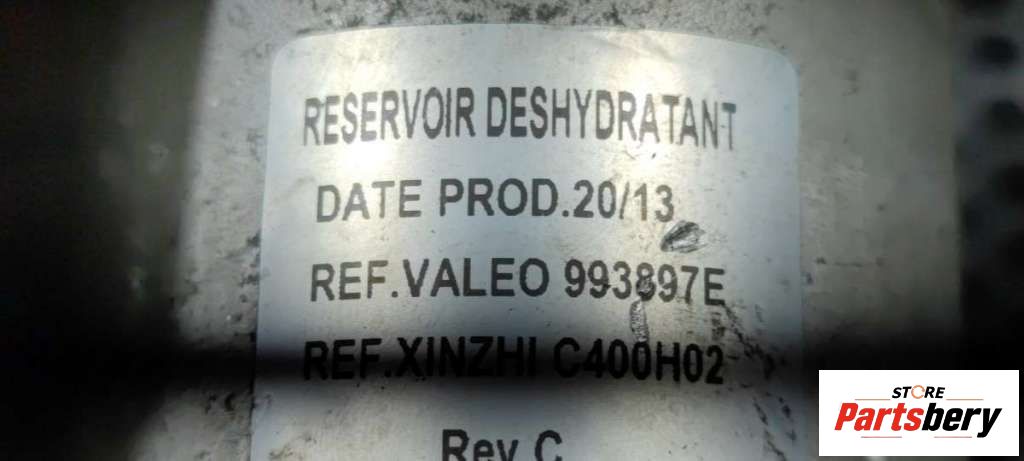 RESERVOIR DESHYDRATANT
DATE PROD.20/13
REF.VALEO 993897E
REF.XINZHI C400H02
Rev C
STORE
Partsbery